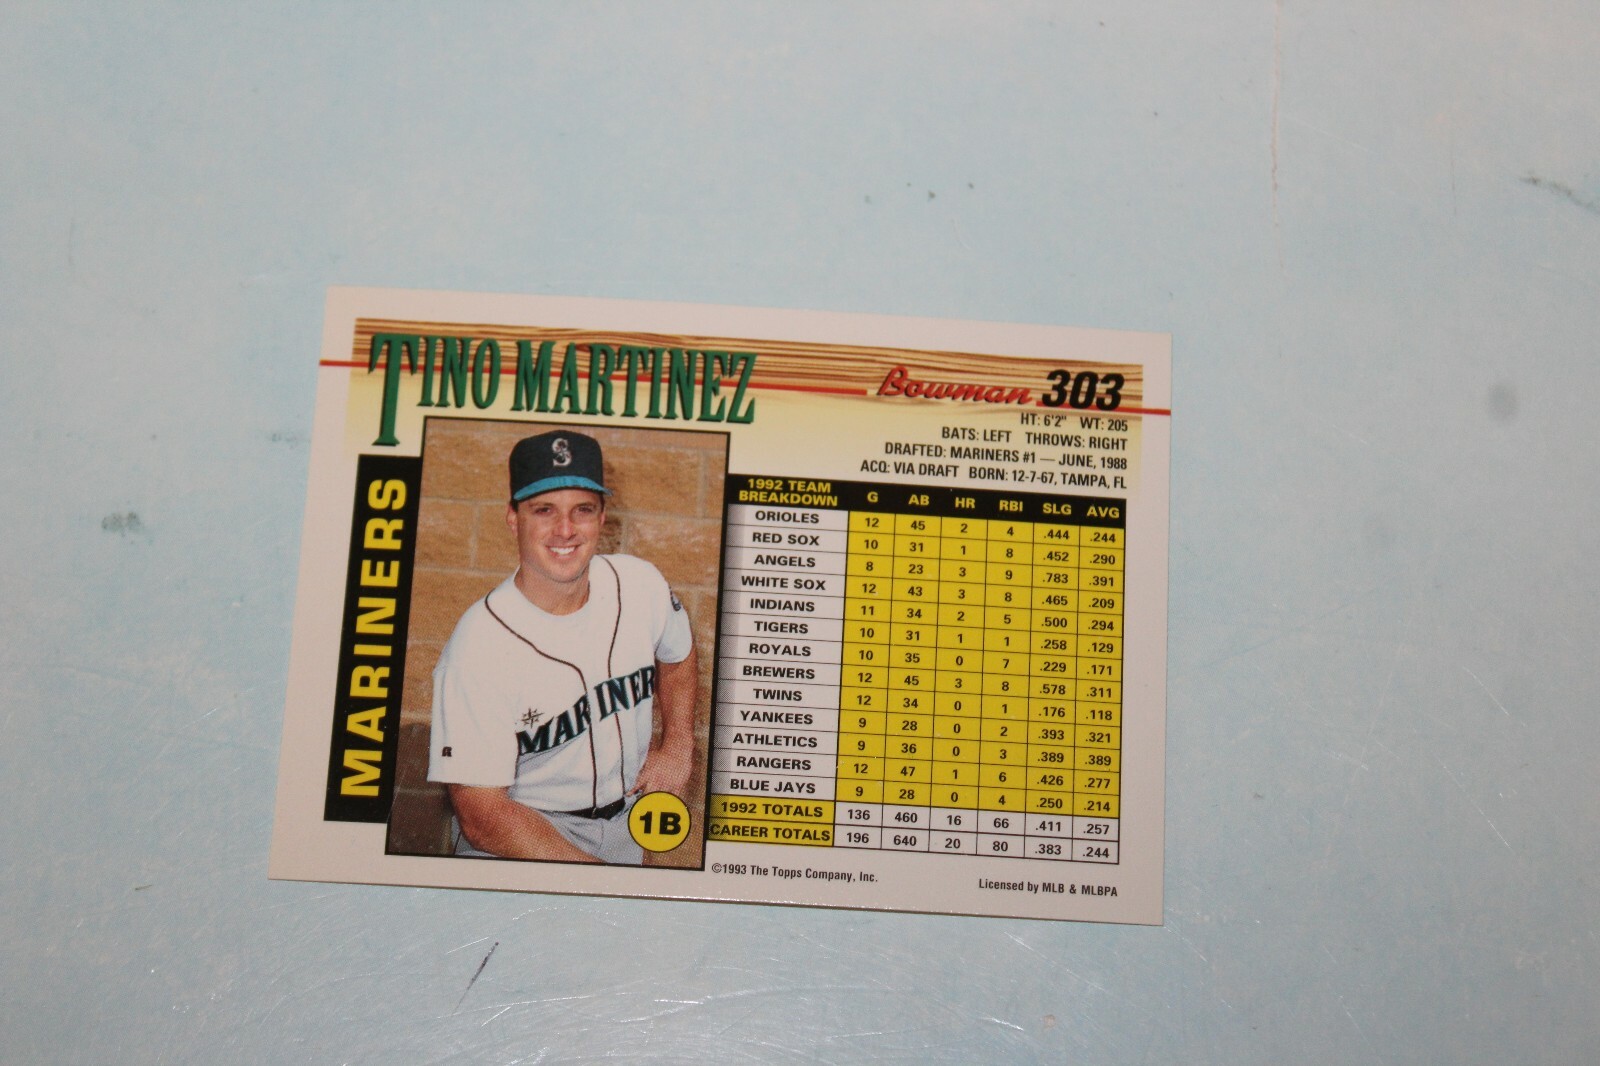 TINO MARTINEZ
Bowman 303
HT: 6'2" WT: 205
BATS: LEFT THROWS: RIGHT
DRAFTED: MARINERS #1 — JUNE, 1988
ACQ: VIA DRAFT BORN: 12-7-67, TAMPA, FL
MARINERS
S
MARINER
R
1B
1992 TEAM BREAKDOWN G AB HR RBI SLG AVG
ORIOLES 12 45 2 4 .444 .244
RED SOX 10 31 1 8 .452 .290
ANGELS 8 23 3 9 .783 .391
WHITE SOX 12 43 3 8 .465 .209
INDIANS 11 34 2 5 .500 .294
TIGERS 10 31 1 1 .258 .129
ROYALS 10 35 0 7 .229 .171
BREWERS 12 45 3 8 .578 .311
TWINS 12 34 0 1 .176 .118
YANKEES 9 28 0 2 .393 .321
ATHLETICS 9 36 0 3 .389 .389
RANGERS 12 47 1 6 .426 .277
BLUE JAYS 9 28 0 4 .250 .214
1992 TOTALS 136 460 16 66 .411 .257
CAREER TOTALS 196 640 20 80 .383 .244
©1993 The Topps Company, Inc.
Licensed by MLB & MLBPA